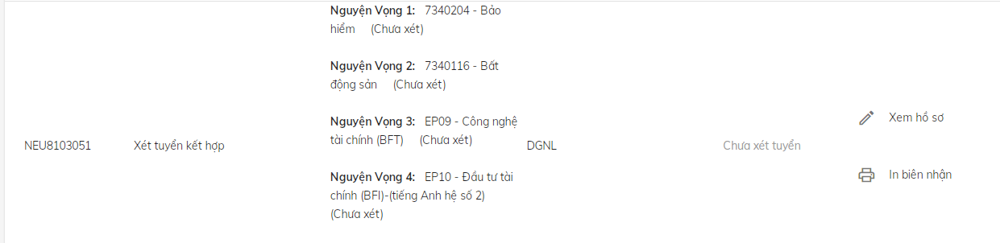 Nguyện Vọng 1: 7340204 - Bảo
hiểm (Chưa xét)
Nguyện Vọng 2: 7340116 - Bất
động sản (Chưa xét)
Nguyện Vọng 3: EP09 - Công nghệ
tài chính (BFT) (Chưa xét)
Nguyện Vọng 4: EP10 - Đầu tư tài
chính (BFI)-(tiếng Anh hệ số 2)
(Chưa xét)
NEU8103051
Xét tuyển kết hợp
DGNL
Chưa xét tuyển
Xem hồ sơ
In biên nhận